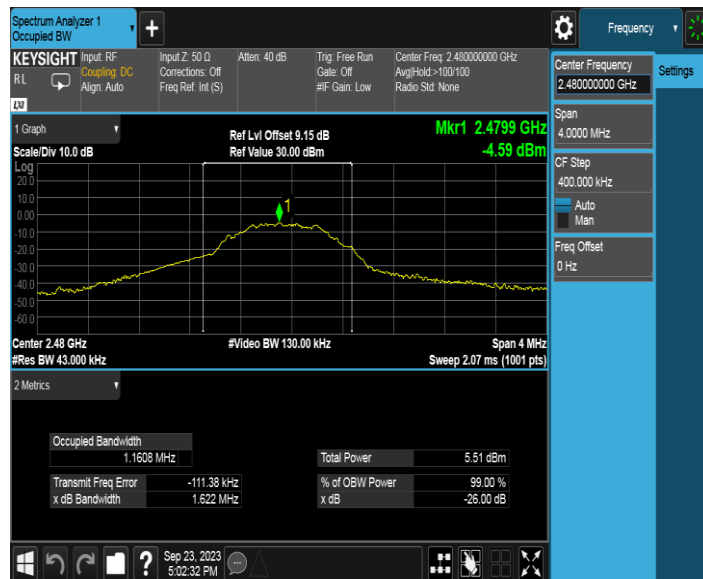 Spectrum Analyzer 1
Occupied BW
+
Frequency
KEYSIGHT
RL
LXI
Input: RF
Coupling: DC
Align: Auto
Input Z: 50 Ω
Corrections: Off
Freq Ref: Int (S)
Atten: 40 dB
Trig: Free Run
Gate: Off
#IF Gain: Low
Center Freq: 2.480000000 GHz
Avg|Hold:>100/100
Radio Std: None
Center Frequency
2.480000000 GHz
Settings
Span
4.0000 MHz
CF Step
400.000 kHz
Auto
Man
Freq Offset
0 Hz
1 Graph
Scale/Div 10.0 dB
Ref Lvl Offset 9.15 dB
Ref Value 30.00 dBm
Mkr1 2.4799 GHz
-4.59 dBm
Log
20.0
10.0
0.00
-10.0
-20.0
-30.0
-40.0
-50.0
-60.0
1
Center 2.48 GHz
#Res BW 43.000 kHz
#Video BW 130.00 kHz
Span 4 MHz
Sweep 2.07 ms (1001 pts)
2 Metrics
Occupied Bandwidth
1.1608 MHz
Total Power 5.51 dBm
Transmit Freq Error -111.38 kHz
% of OBW Power 99.00 %
x dB Bandwidth 1.622 MHz
x dB -26.00 dB
?
Sep 23, 2023
5:02:32 PM